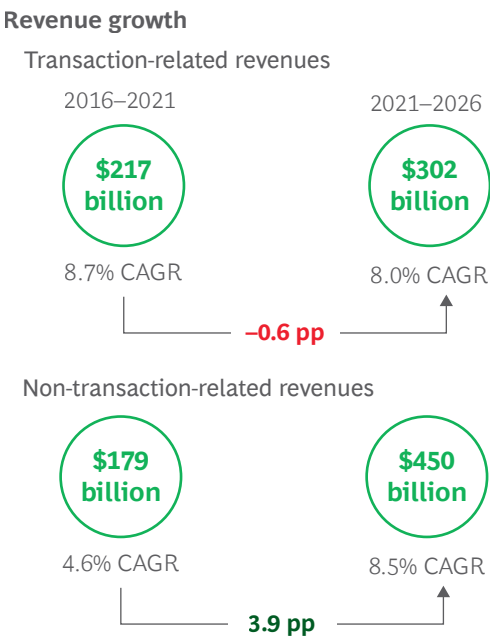 Revenue growth
Transaction-related revenues
2016–2021
2021–2026
$217
billion
$302
billion
8.7% CAGR
8.0% CAGR
–0.6 pp
Non-transaction-related revenues
$179
billion
$450
billion
4.6% CAGR
8.5% CAGR
3.9 pp